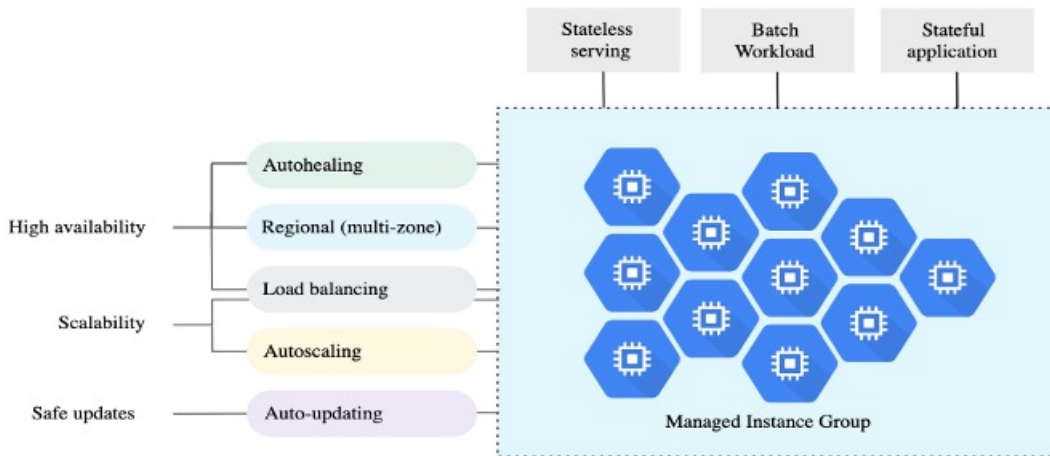 Stateless
serving
Batch
Workload
Stateful
application
Autohealing
High availability
Regional (multi-zone)
Load balancing
Scalability
Autoscaling
Safe updates
Auto-updating
Managed Instance Group